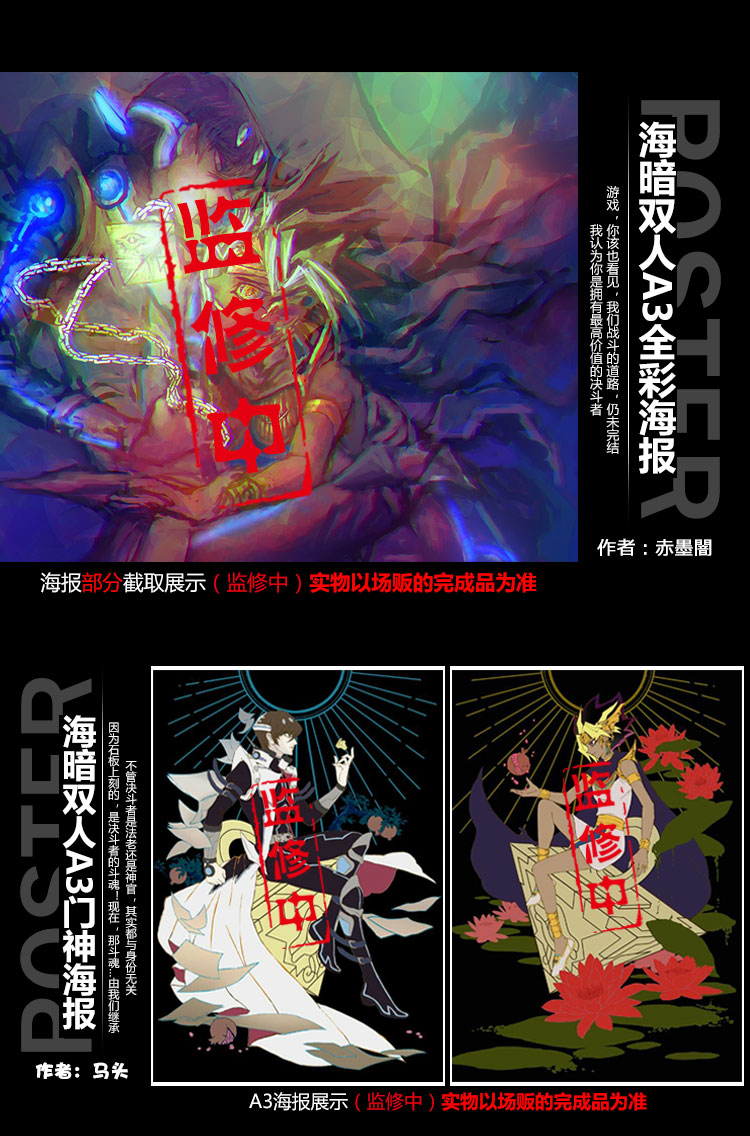 POSTER
海暗双人A3全彩海报
游戏，你该也看见，我们战斗的道路，仍未完结
我认为你是拥有最高价值的决斗者
作者：赤墨闇
监修中
海报部分截取展示（监修中）实物以场贩的完成品为准
POSTER
海暗双人A3门神海报
不管决斗者是法老还是神官，其实都与身份无关
因为石板上刻的，是决斗者的斗魂！现在，那斗魂...由我们继承
作者：马头
监修中
监修中
A3海报展示（监修中）实物以场贩的完成品为准